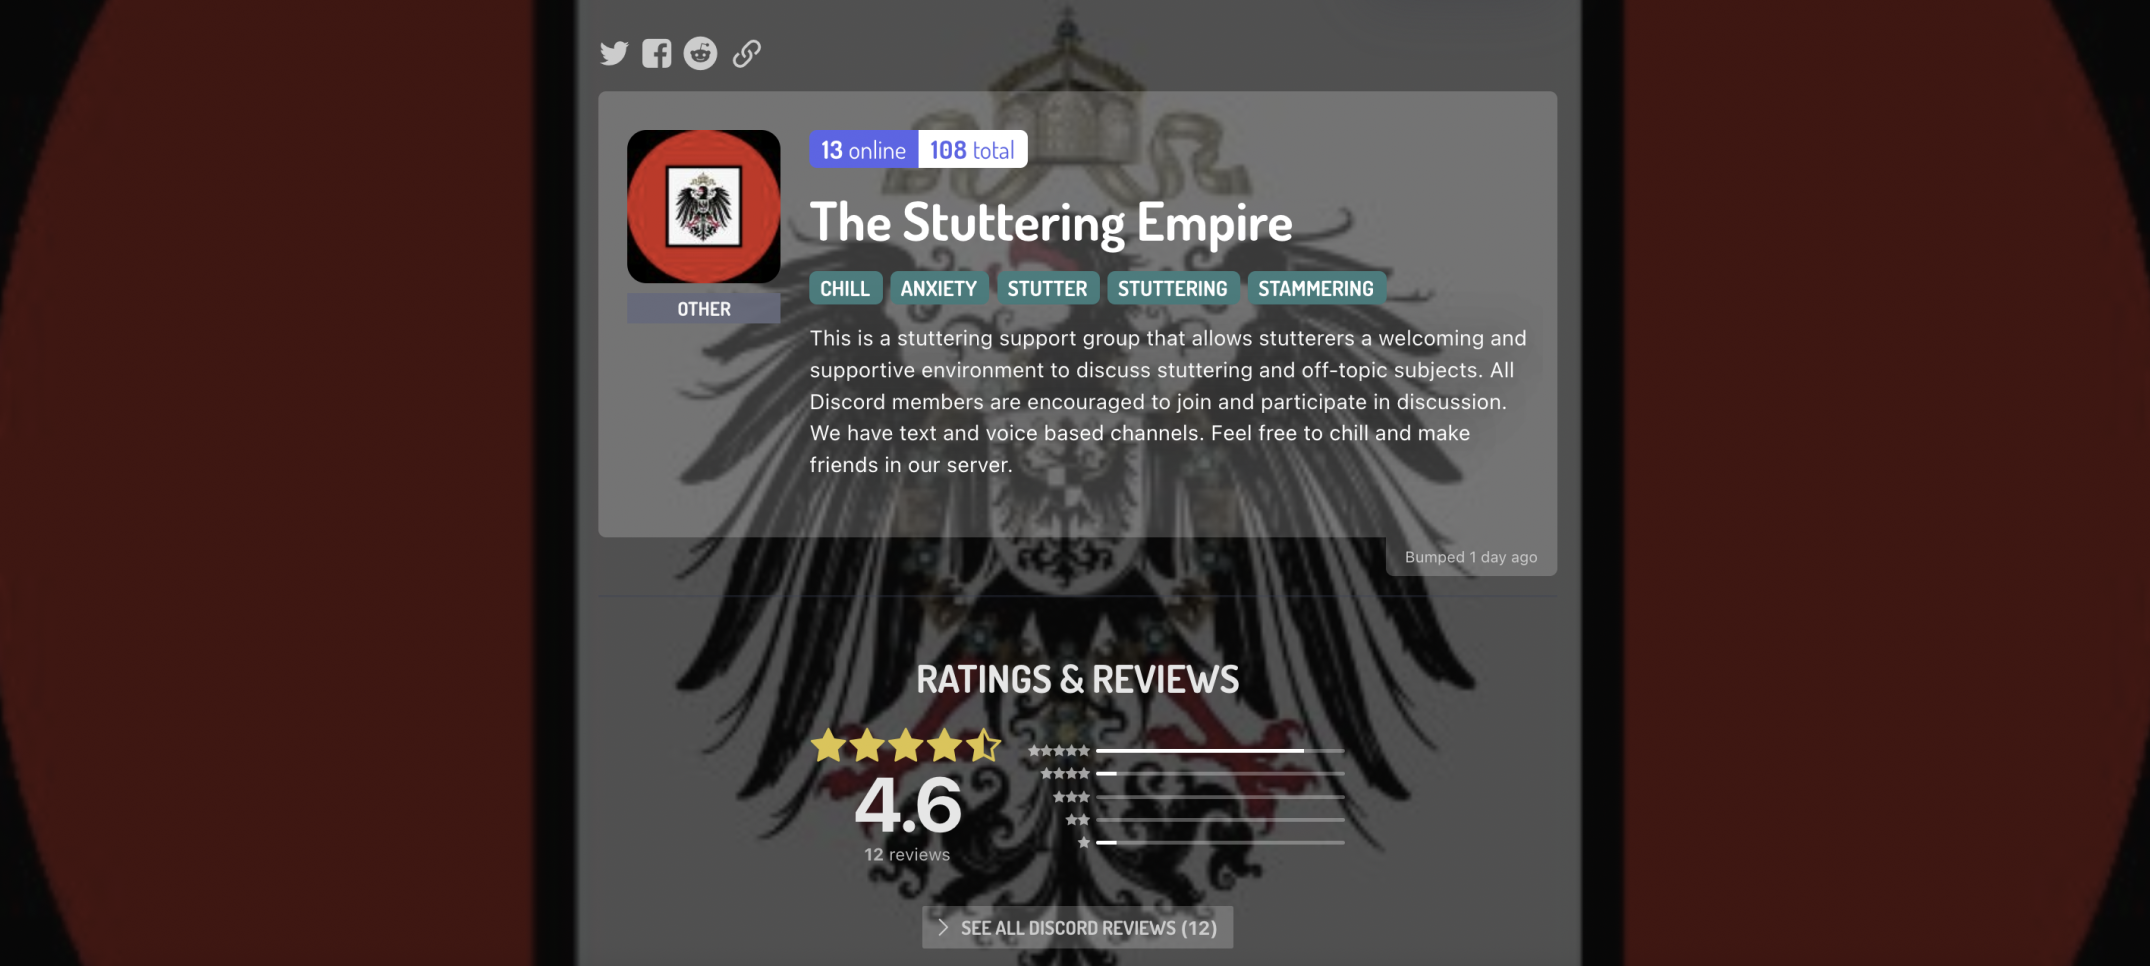 13 online 108 total
The Stuttering Empire
OTHER
CHILL ANXIETY STUTTER STUTTERING STAMMERING
This is a stuttering support group that allows stutterers a welcoming and
supportive environment to discuss stuttering and off-topic subjects. All
Discord members are encouraged to join and participate in discussion.
We have text and voice based channels. Feel free to chill and make
friends in our server.
Bumped 1 day ago
RATINGS & REVIEWS
4.6
12 reviews
SEE ALL DISCORD REVIEWS (12)